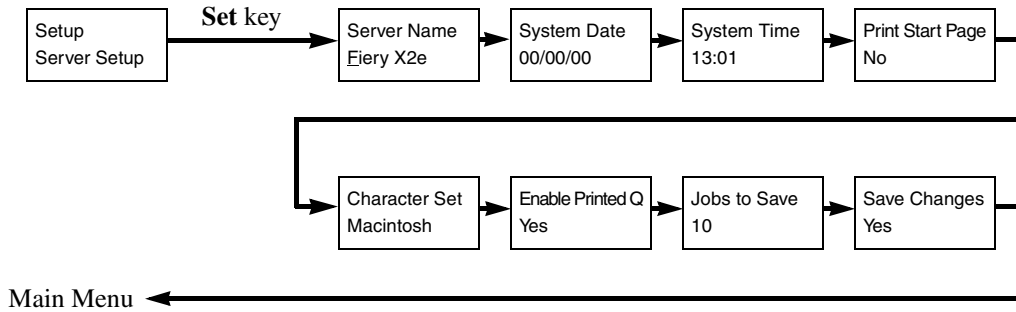 Set key
Setup
Server Setup
Server Name
Fiery X2e
System Date
00/00/00
System Time
13:01
Print Start Page
No
Character Set
Macintosh
Enable Printed Q
Yes
Jobs to Save
10
Save Changes
Yes
Main Menu